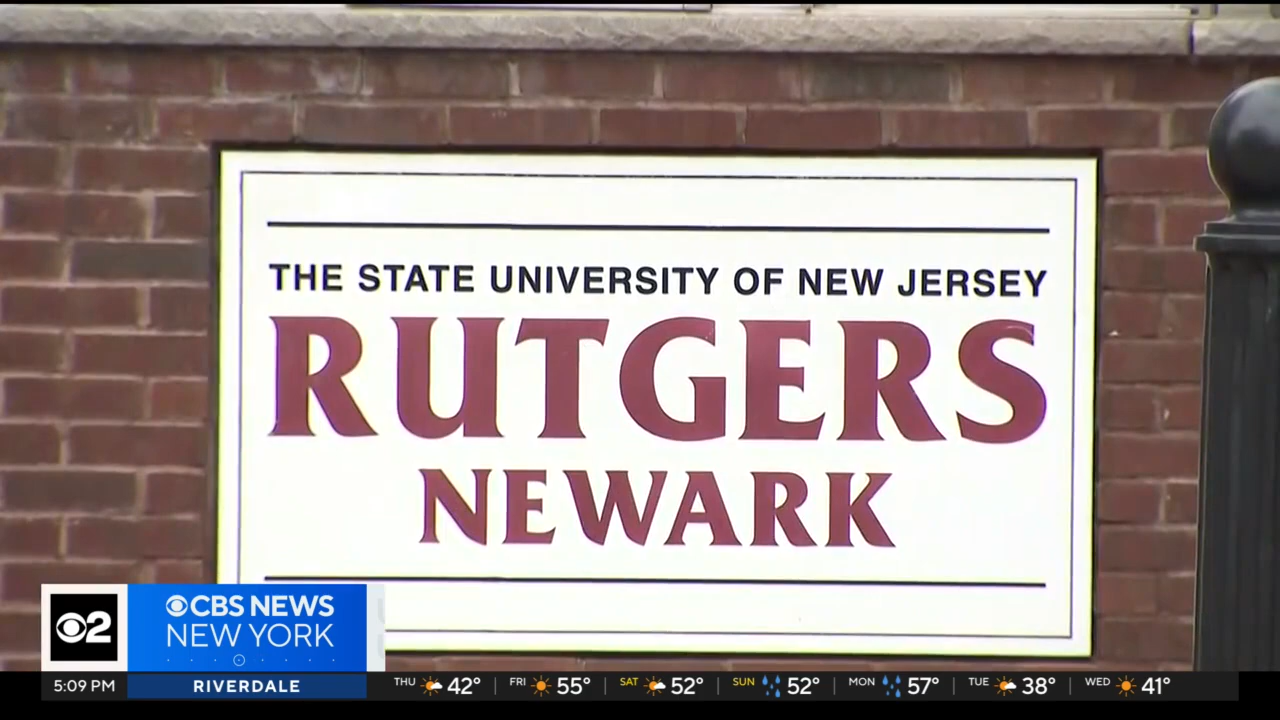 THE STATE UNIVERSITY OF NEW JERSEY
RUTGERS
NEWARK
2
CBS NEWS
NEW YORK
5:09 PM
RIVERDALE
THU 42° FRI 55° SAT 52° SUN 52° MON 57° TUE 38° WED 41°